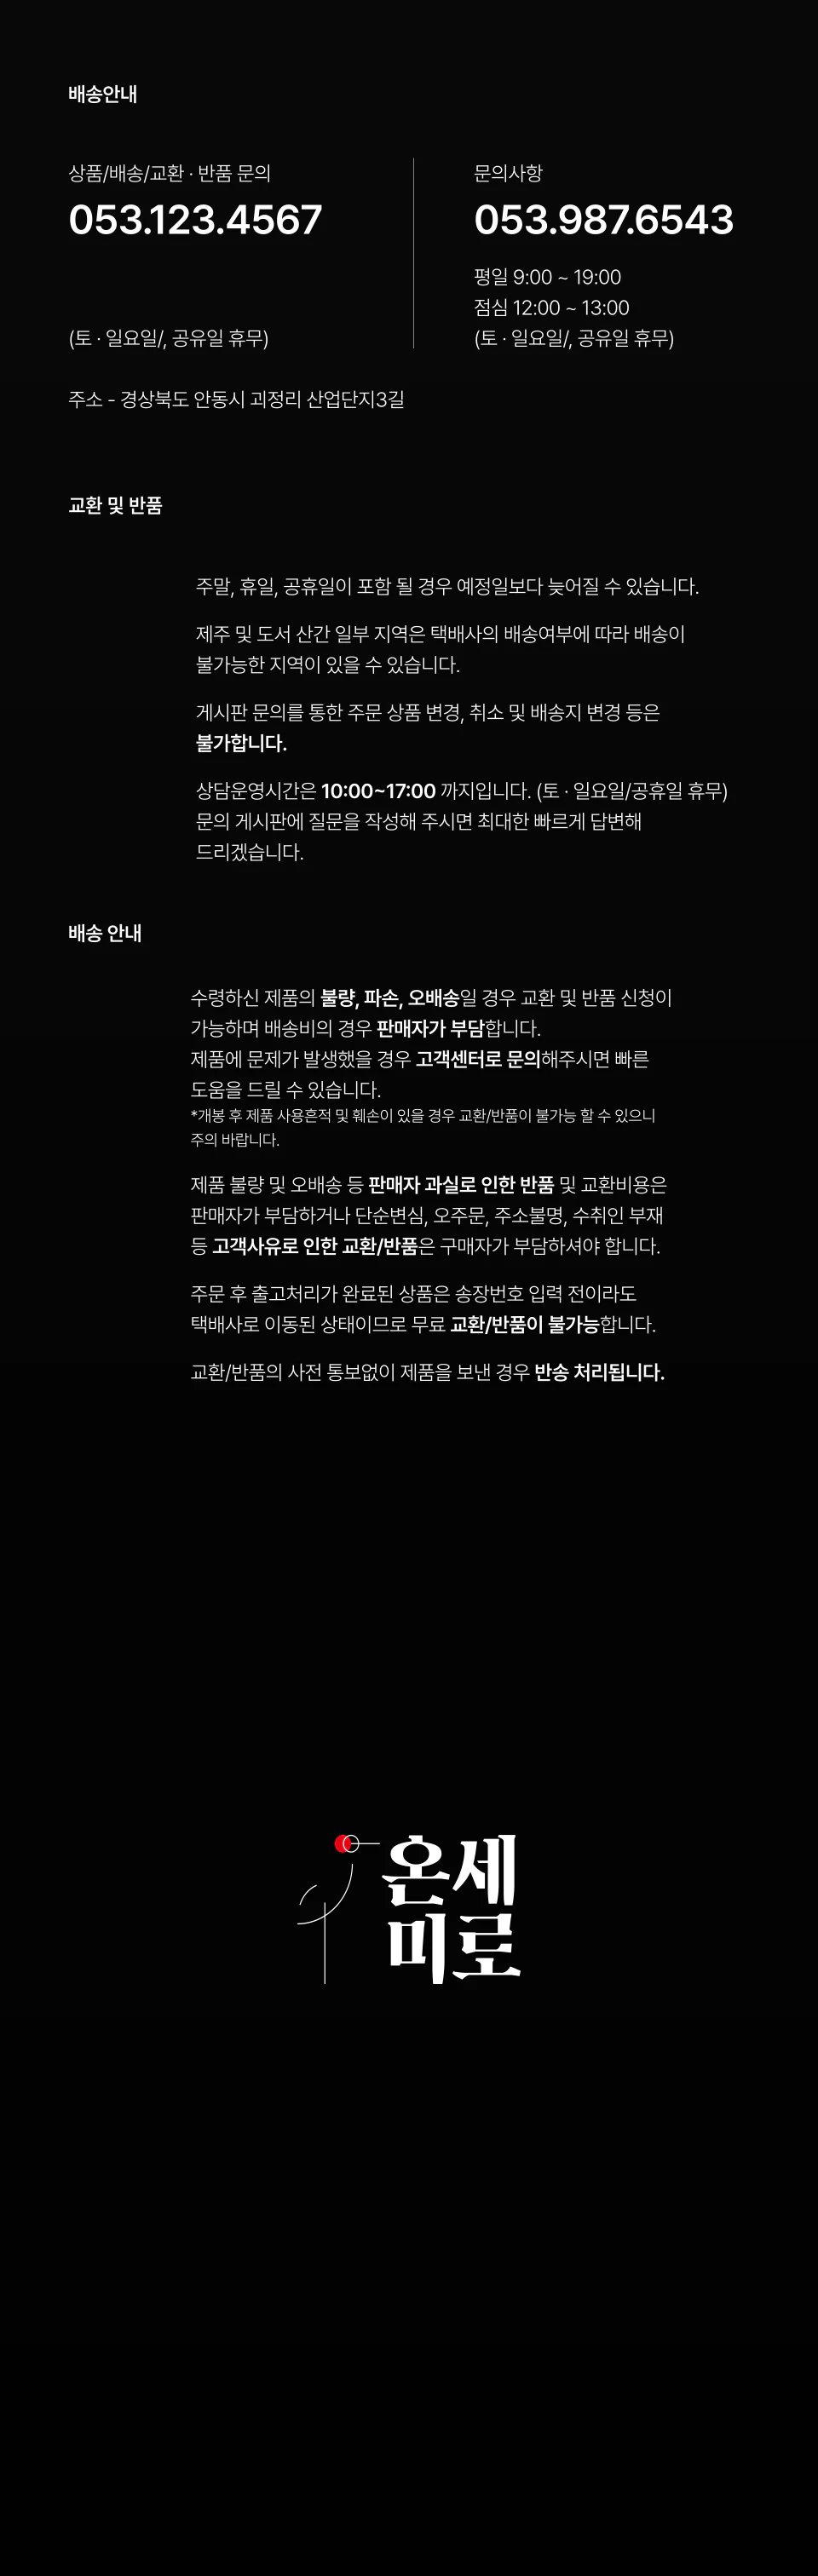 배송안내
상품/배송/교환 · 반품 문의
053.123.4567
(토 · 일요일/, 공유일 휴무)
문의사항
053.987.6543
평일 9:00 ~ 19:00
점심 12:00 ~ 13:00
(토 · 일요일/, 공유일 휴무)
주소 - 경상북도 안동시 괴정리 산업단지3길
교환 및 반품
주말, 휴일, 공휴일이 포함 될 경우 예정일보다 늦어질 수 있습니다.
제주 및 도서 산간 일부 지역은 택배사의 배송여부에 따라 배송이
불가능한 지역이 있을 수 있습니다.
게시판 문의를 통한 주문 상품 변경, 취소 및 배송지 변경 등은
불가합니다.
상담운영시간은 10:00~17:00 까지입니다. (토 · 일요일/공휴일 휴무)
문의 게시판에 질문을 작성해 주시면 최대한 빠르게 답변해
드리겠습니다.
배송 안내
수령하신 제품의 불량, 파손, 오배송일 경우 교환 및 반품 신청이
가능하며 배송비의 경우 판매자가 부담합니다.
제품에 문제가 발생했을 경우 고객센터로 문의해주시면 빠른
도움을 드릴 수 있습니다.
*개봉 후 제품 사용흔적 및 훼손이 있을 경우 교환/반품이 불가능 할 수 있으니
주의 바랍니다.
제품 불량 및 오배송 등 판매자 과실로 인한 반품 및 교환비용은
판매자가 부담하거나 단순변심, 오주문, 주소불명, 수취인 부재
등 고객사유로 인한 교환/반품은 구매자가 부담하셔야 합니다.
주문 후 출고처리가 완료된 상품은 송장번호 입력 전이라도
택배사로 이동된 상태이므로 무료 교환/반품이 불가능합니다.
교환/반품의 사전 통보없이 제품을 보낸 경우 반송 처리됩니다.
온세
미로